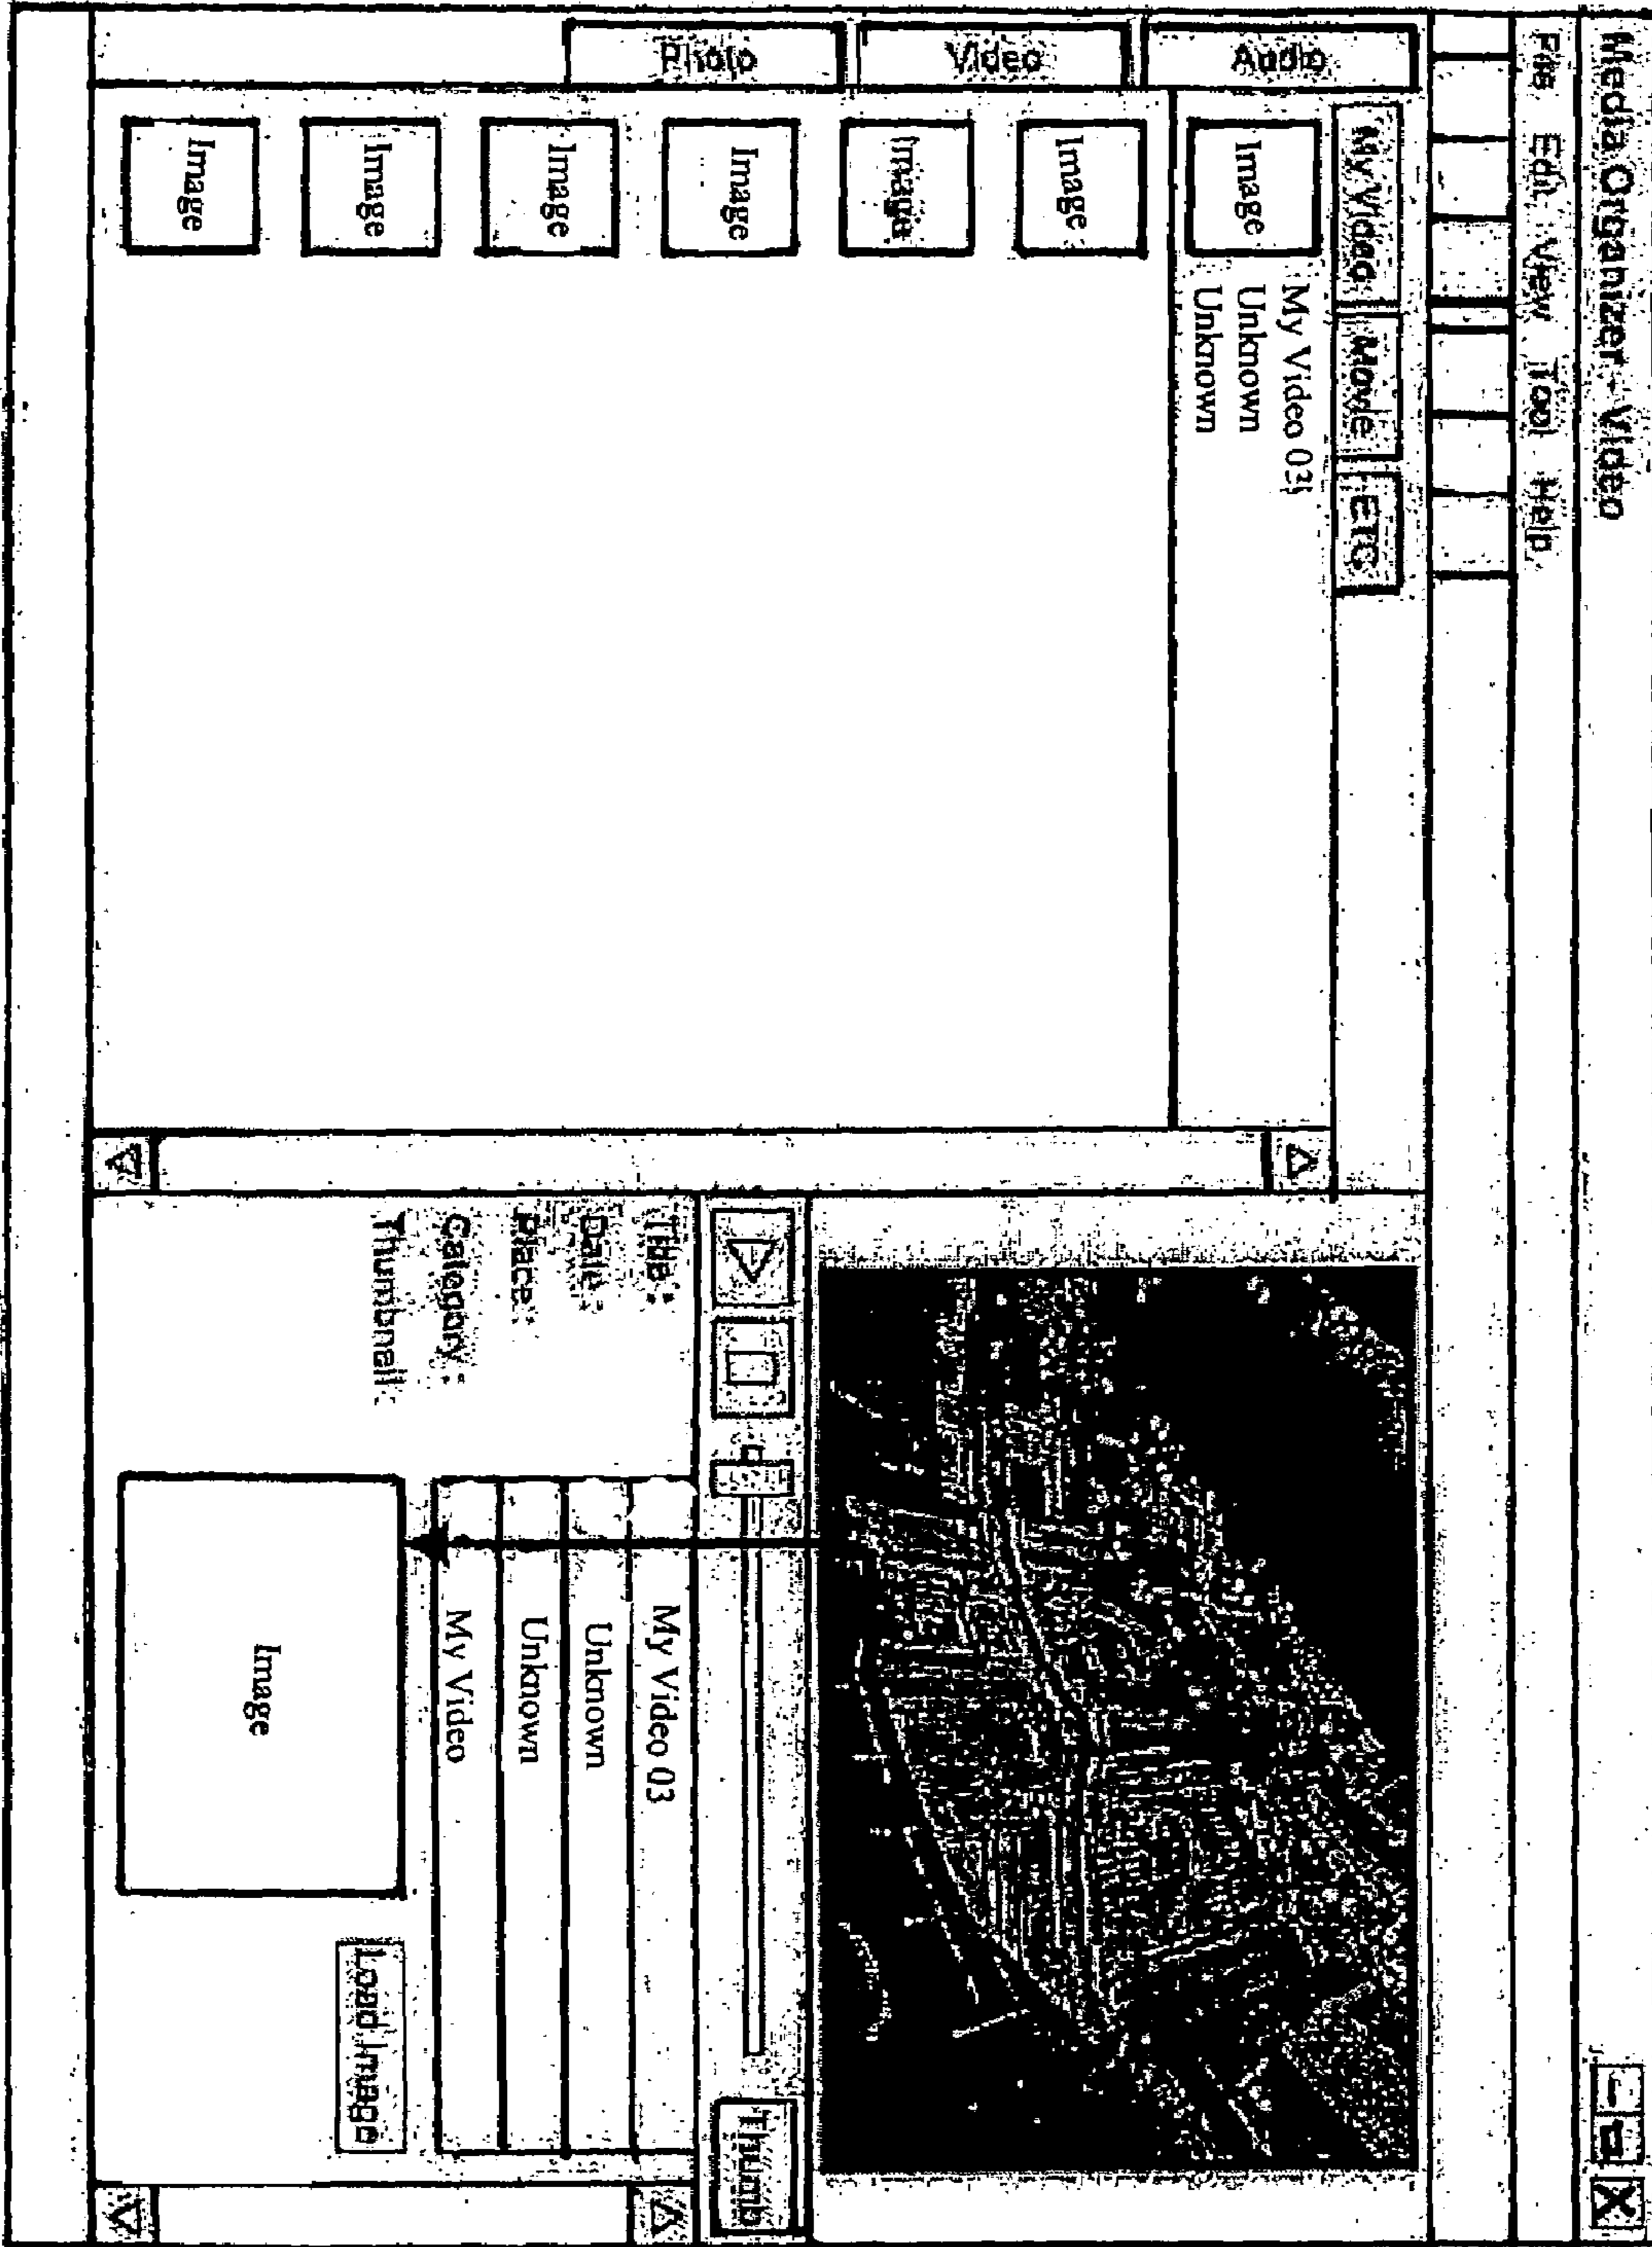 Media Organizer - Video
File Edit View Tool Help
My Video Movie ETC.
Audio
Video
Photo
Image
My Video 03
Unknown
Unknown
Image
Image
Image
Image
Image
Image
Thumb
Title : My Video 03
Date : Unknown
Place : Unknown
Category : My Video
Thumbnail :
Image
Load Image